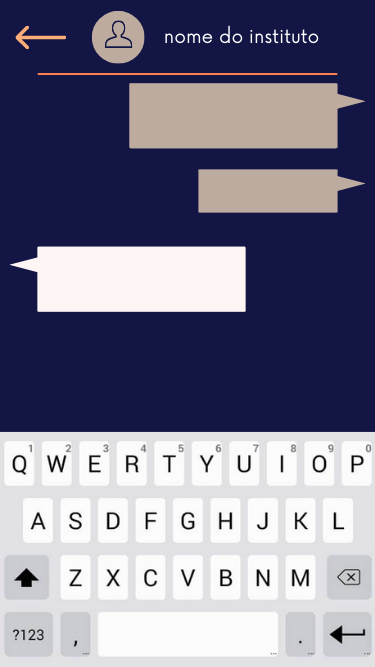 nome do instituto
1 2 3 4 5 6 7 8 9 0
Q W E R T Y U I O P
A S D F G H J K L
Z X C V B N M
?123 , .